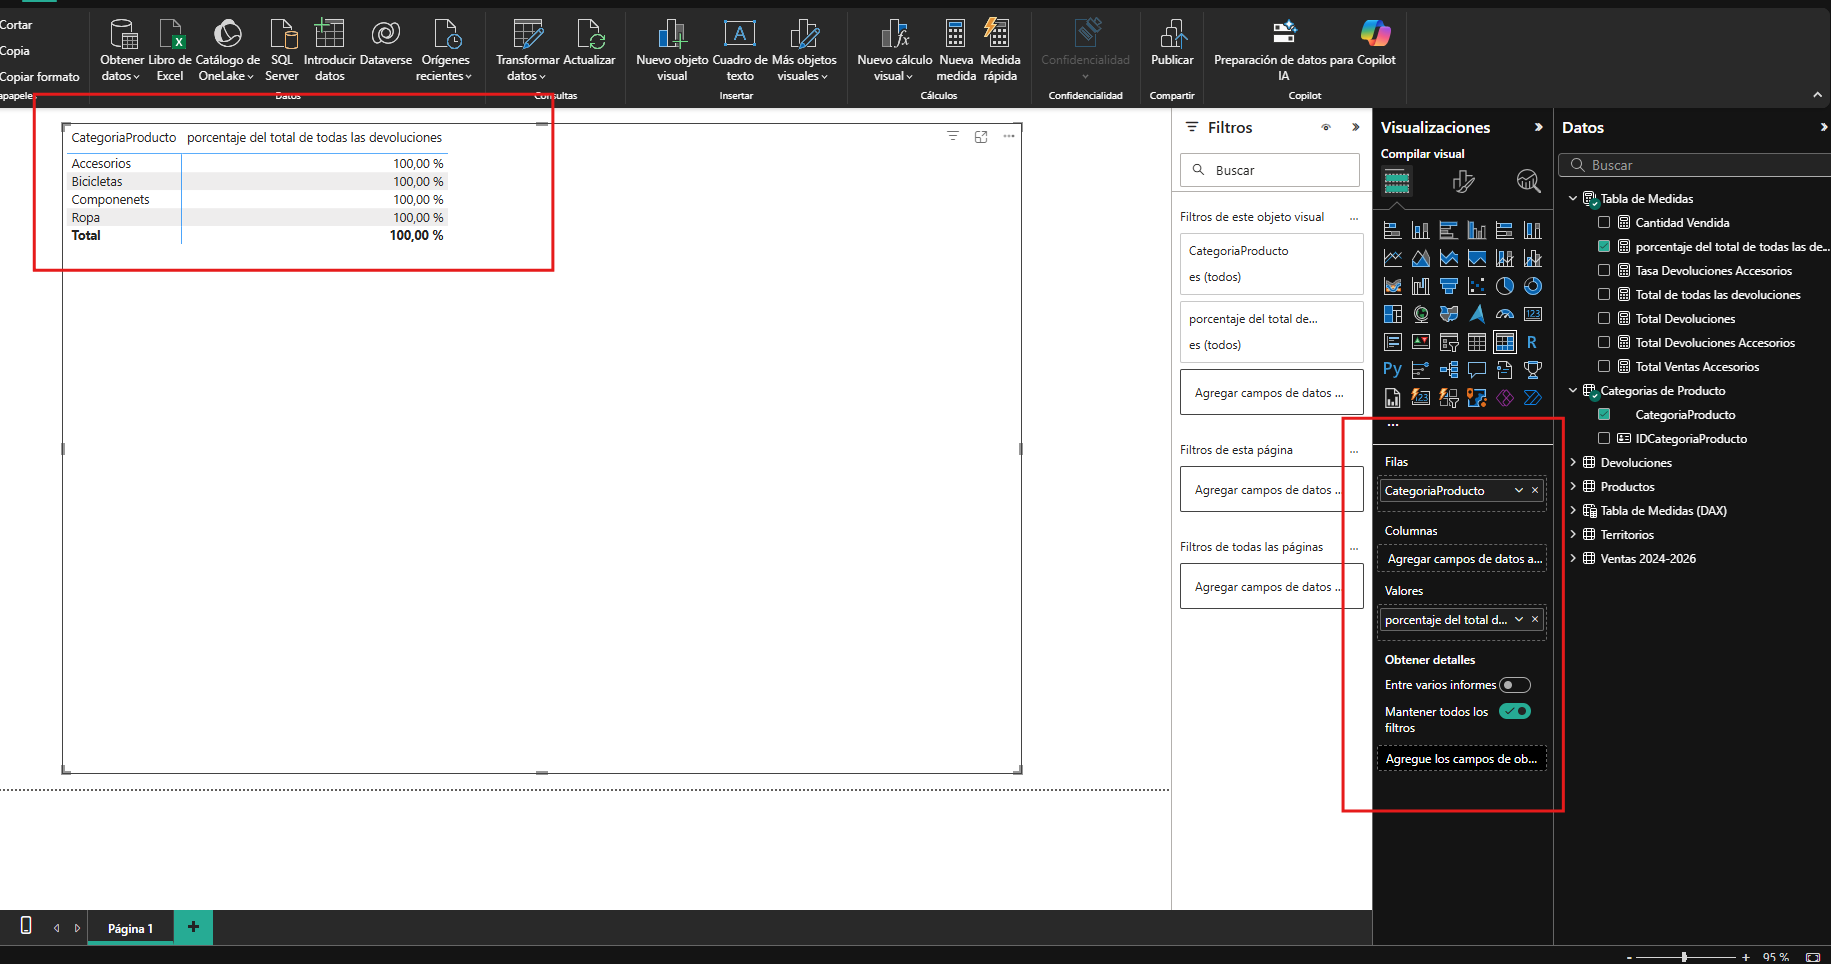 Cortar
Copia
Copiar formato
apapeles
Obtener datos
Libro de Excel
Catálogo de OneLake
SQL Server
Introducir datos
Dataverse
Orígenes recientes
Datos
Transformar datos
Actualizar
Consultas
Nuevo objeto visual
Cuadro de texto
Más objetos visuales
Insertar
Nuevo cálculo visual
Nueva medida
Medida rápida
Cálculos
Confidencialidad
Confidencialidad
Publicar
Compartir
Preparación de datos para IA
Copilot
Copilot
CategoriaProducto porcentaje del total de todas las devoluciones
Accesorios 100,00 %
Bicicletas 100,00 %
Componenets 100,00 %
Ropa 100,00 %
Total 100,00 %
Filtros
Buscar
Filtros de este objeto visual ...
CategoriaProducto
es (todos)
porcentaje del total de...
es (todos)
Agregar campos de datos ...
Filtros de esta página ...
Agregar campos de datos ...
Filtros de todas las páginas ...
Agregar campos de datos ...
Visualizaciones
Compilar visual
123
R
Py
123
...
Filas
CategoriaProducto
Columnas
Agregar campos de datos a...
Valores
porcentaje del total d...
Obtener detalles
Entre varios informes
Mantener todos los
filtros
Agregue los campos de ob...
Datos
Buscar
Tabla de Medidas
Cantidad Vendida
porcentaje del total de todas las de...
Tasa Devoluciones Accesorios
Total de todas las devoluciones
Total Devoluciones
Total Devoluciones Accesorios
Total Ventas Accesorios
Categorias de Producto
CategoriaProducto
IDCategoriaProducto
Devoluciones
Productos
Tabla de Medidas (DAX)
Territorios
Ventas 2024-2026
Página 1
+
- + 95 %